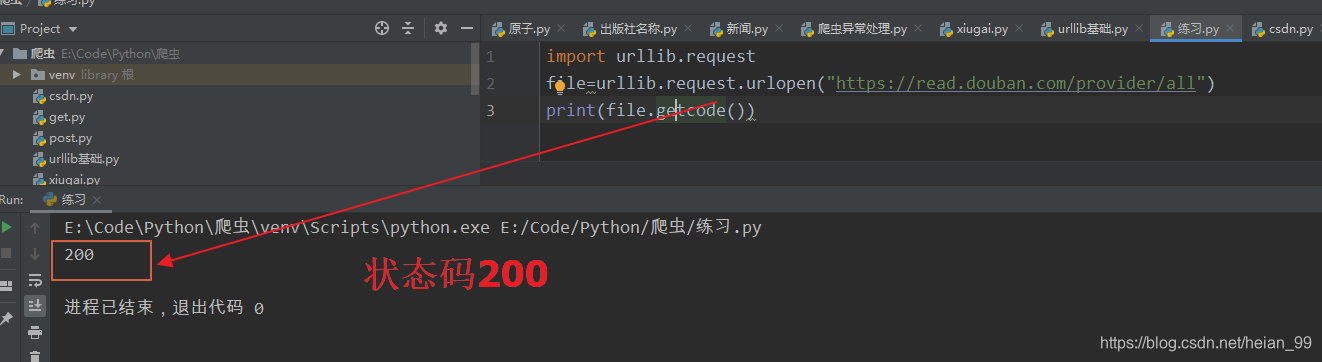 爬虫 练习.py
Project
原子.py 出版社名称.py 新闻.py 爬虫异常处理.py xiugai.py urllib基础.py 练习.py csdn.py
爬虫 E:\Code\Python\爬虫
venv library 根
csdn.py
get.py
post.py
urllib基础.py
xiugai.py
1 import urllib.request
2 file=urllib.request.urlopen("https://read.douban.com/provider/all")
3 print(file.getcode())
Run: 练习
E:\Code\Python\爬虫\venv\Scripts\python.exe E:/Code/Python/爬虫/练习.py
200
状态码200
进程已结束，退出代码 0
https://blog.csdn.net/heian_99